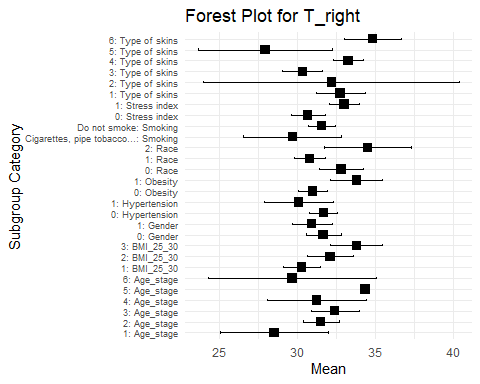 Forest Plot for T_right
Subgroup Category
6: Type of skins
5: Type of skins
4: Type of skins
3: Type of skins
2: Type of skins
1: Type of skins
1: Stress index
0: Stress index
Do not smoke: Smoking
Cigarettes, pipe tobacco...: Smoking
2: Race
1: Race
0: Race
1: Obesity
0: Obesity
1: Hypertension
0: Hypertension
1: Gender
0: Gender
3: BMI_25_30
2: BMI_25_30
1: BMI_25_30
6: Age_stage
5: Age_stage
4: Age_stage
3: Age_stage
2: Age_stage
1: Age_stage
25 30 35 40
Mean